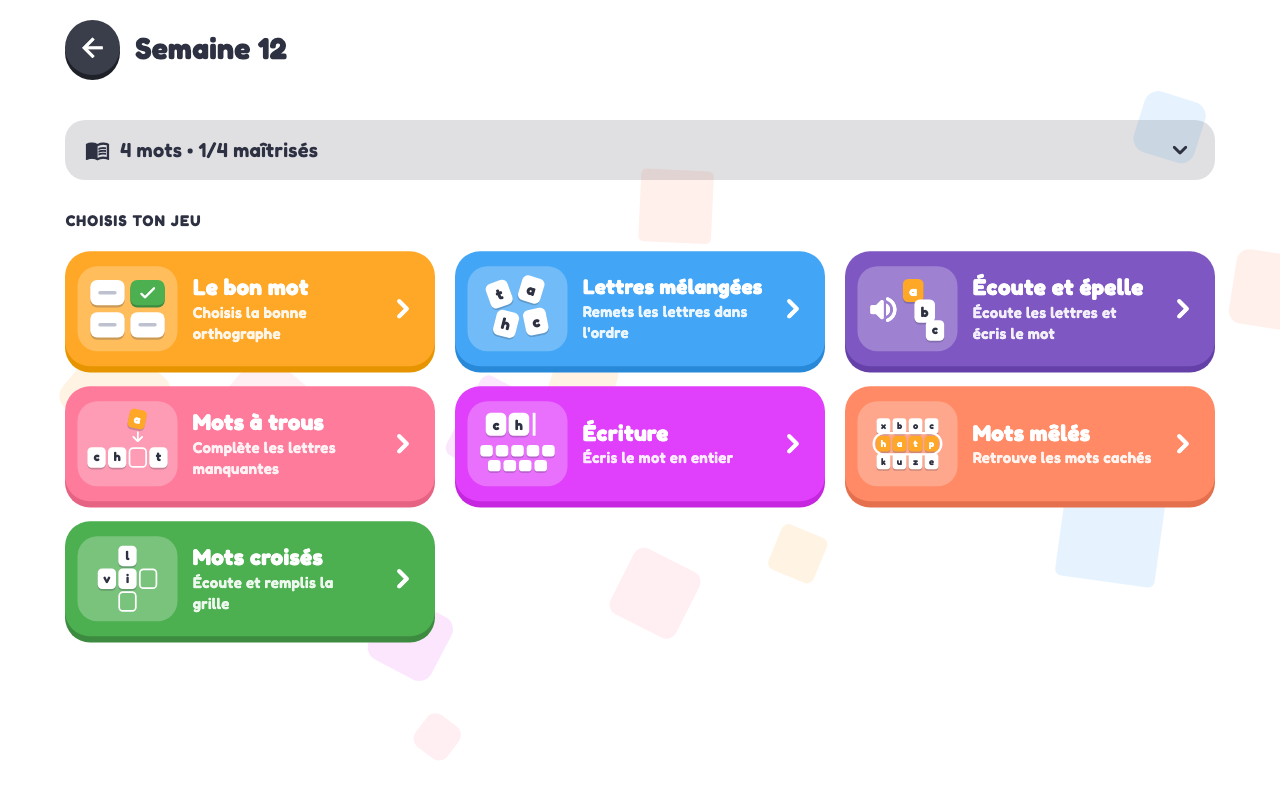 Semaine 12
4 mots • 1/4 maîtrisés
CHOISIS TON JEU
Le bon mot
Choisis la bonne
orthographe
t a
h c
Lettres mélangées
Remets les lettres dans
l'ordre
a
b
c
Écoute et épelle
Écoute les lettres et
écris le mot
a
c h t
Mots à trous
Complète les lettres
manquantes
c h
Écriture
Écris le mot en entier
x b o c
h a t p
k u z e
Mots mêlés
Retrouve les mots cachés
l
v i
Mots croisés
Écoute et remplis la
grille